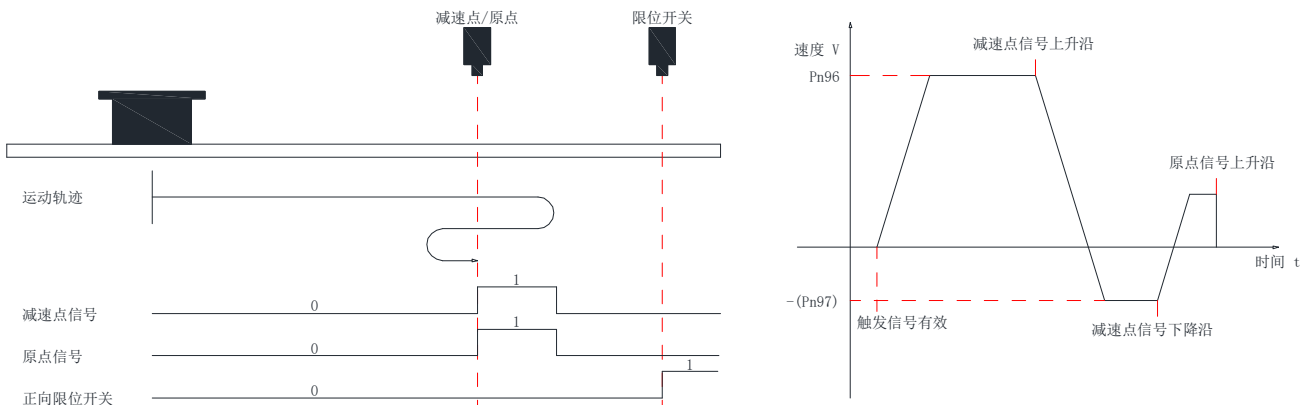 减速点/原点
限位开关
运动轨迹
减速点信号
0
1
原点信号
0
1
正向限位开关
0
1
速度 V
减速点信号上升沿
Pn96
原点信号上升沿
时间 t
-(Pn97)
触发信号有效
减速点信号下降沿